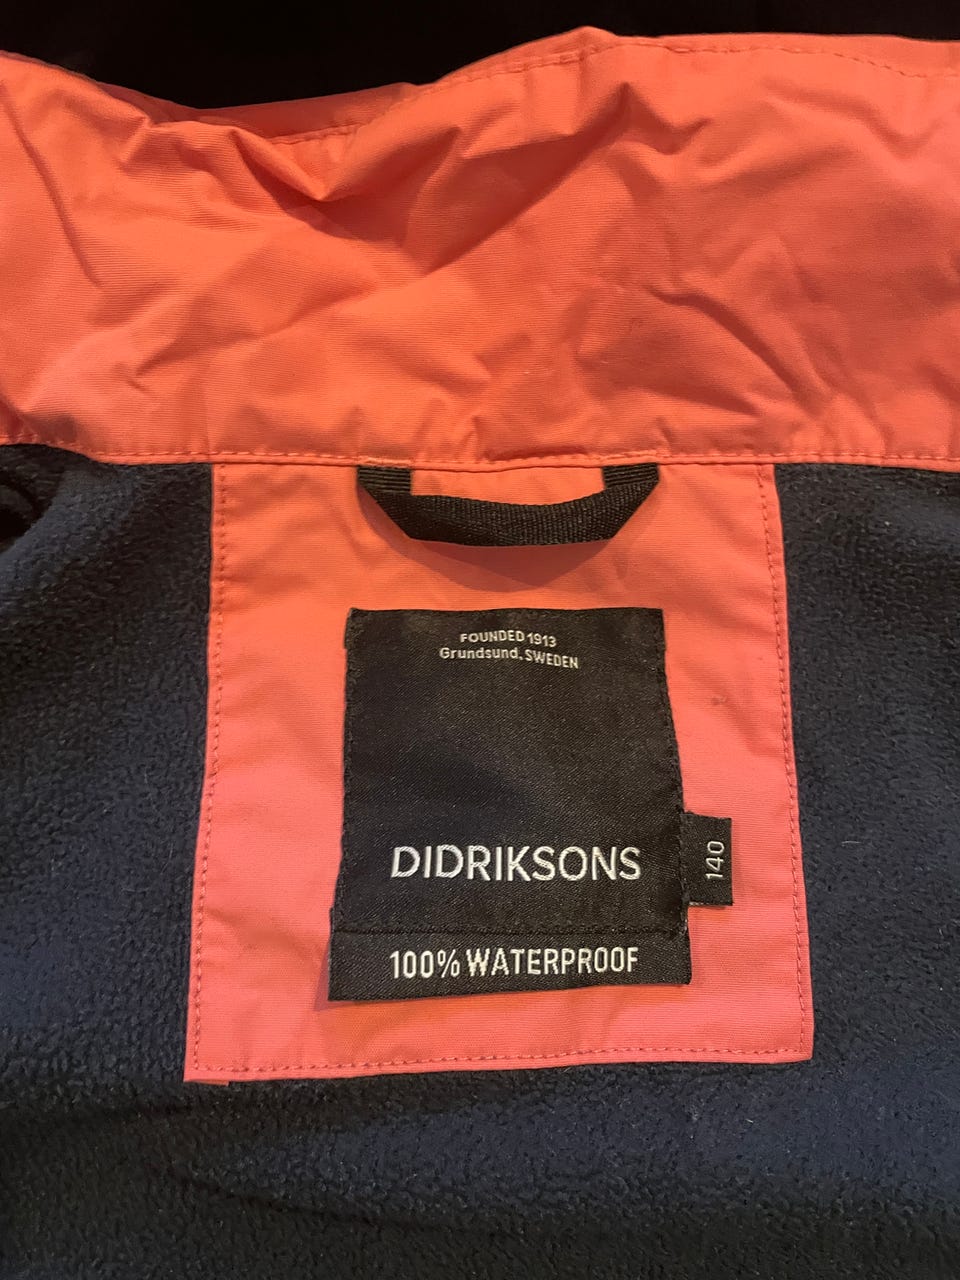 FOUNDED 1913
Grundsund, SWEDEN
DIDRIKSONS
140
100% WATERPROOF